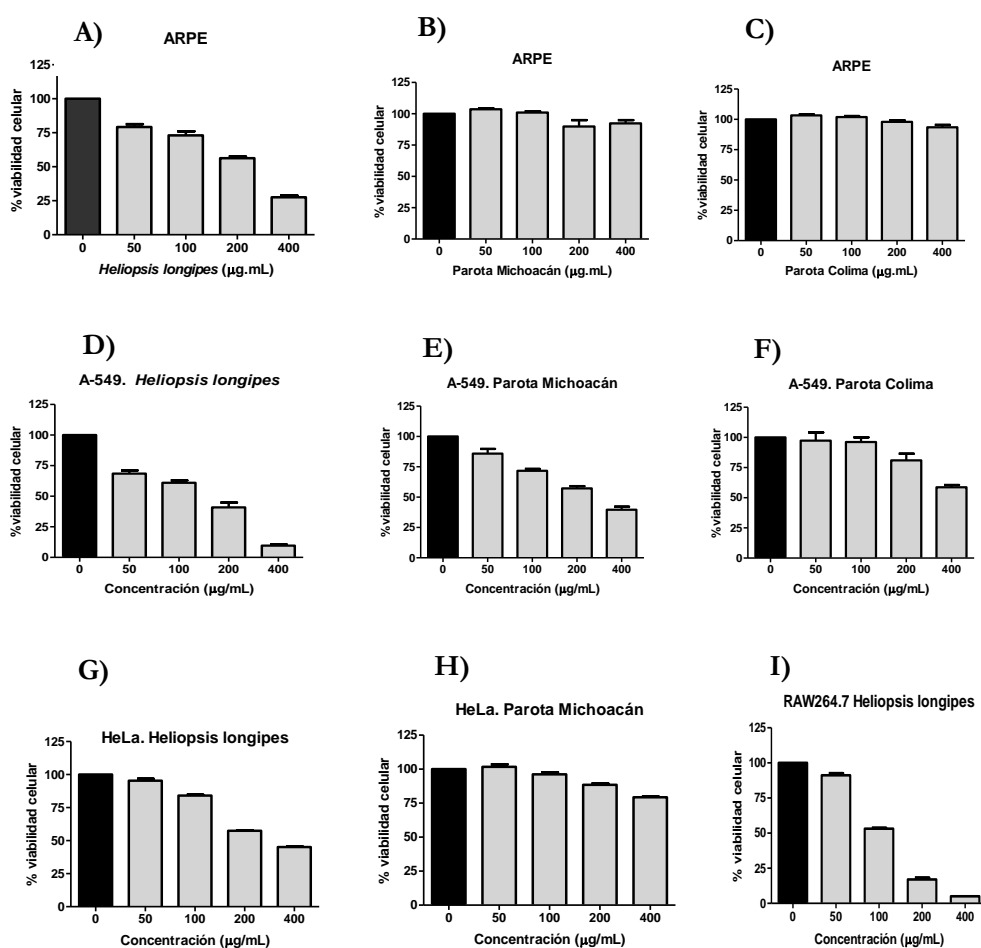 A)
ARPE
% viabilidad celular
125
100
75
50
25
0
0 50 100 200 400
Heliopsis longipes (µg.mL)
B)
ARPE
% viabilidad celular
125
100
75
50
25
0
0 50 100 200 400
Parota Michoacán (µg.mL)
C)
ARPE
% viabilidad celular
125
100
75
50
25
0
0 50 100 200 400
Parota Colima (µg.mL)
D)
A-549. Heliopsis longipes
%viabilidad celular
125
100
75
50
25
0
0 50 100 200 400
Concentración (µg/mL)
E)
A-549. Parota Michoacán
% viabilidad celular
125
100
75
50
25
0
0 50 100 200 400
Concentración (µg/mL)
F)
A-549. Parota Colima
% viabilidad celular
125
100
75
50
25
0
0 50 100 200 400
Concentración (µg/mL)
G)
HeLa. Heliopsis longipes
% viabilidad celular
125
100
75
50
25
0
0 50 100 200 400
Concentración (µg/mL)
H)
HeLa. Parota Michoacán
% viabilidad celular
125
100
75
50
25
0
0 50 100 200 400
Concentración (µg/mL)
I)
RAW264.7 Heliopsis longipes
% viabilidad celular
125
100
75
50
25
0
0 50 100 200 400
Concentración (µg/mL)